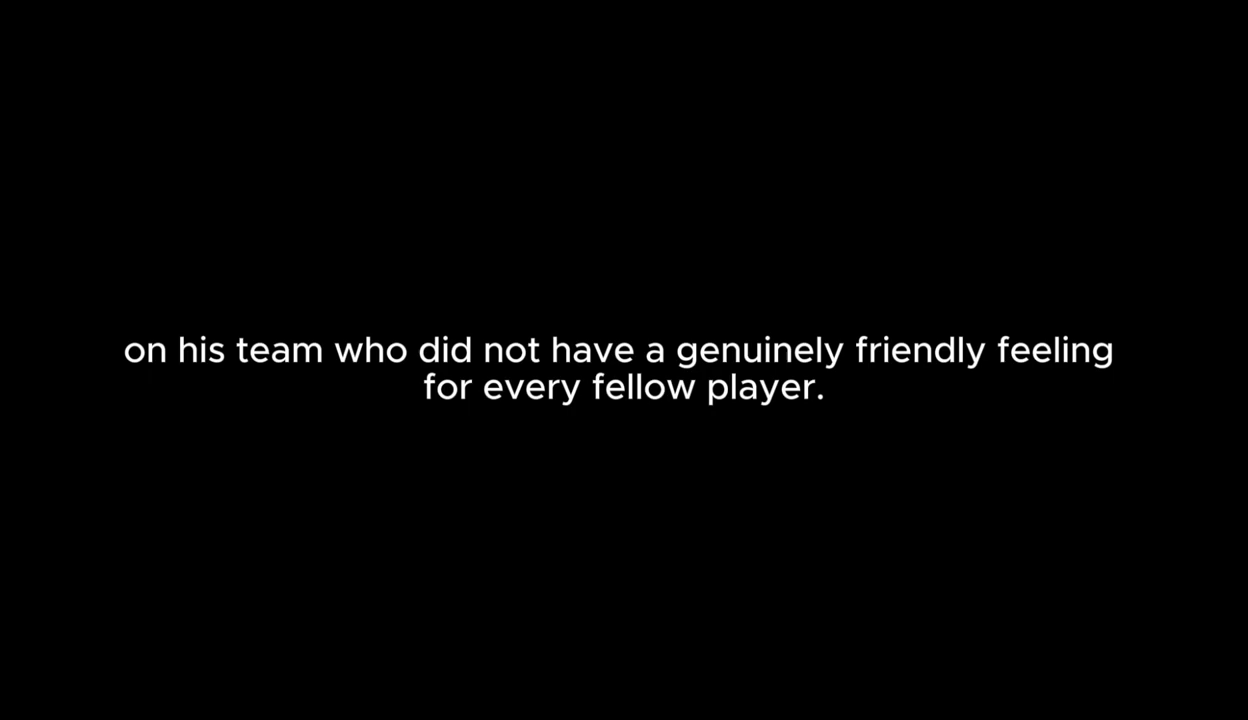 on his team who did not have a genuinely friendly feeling
for every fellow player.